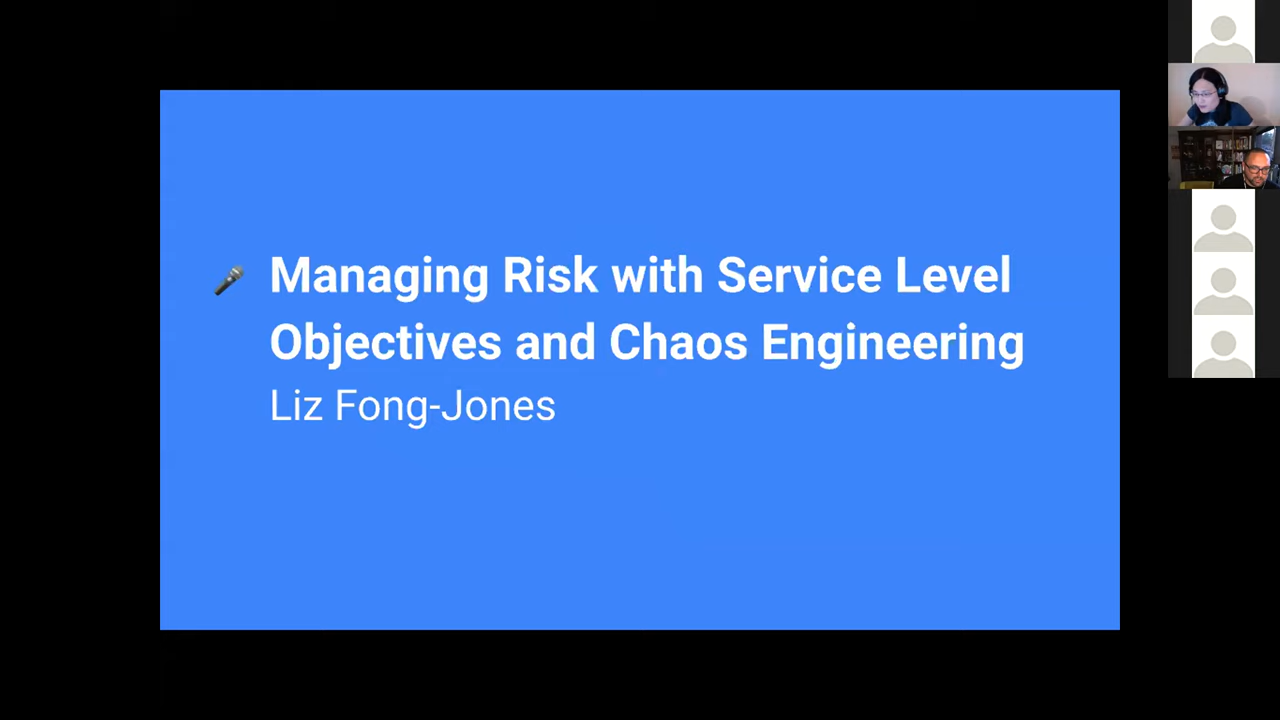 Managing Risk with Service Level
Objectives and Chaos Engineering
Liz Fong-Jones